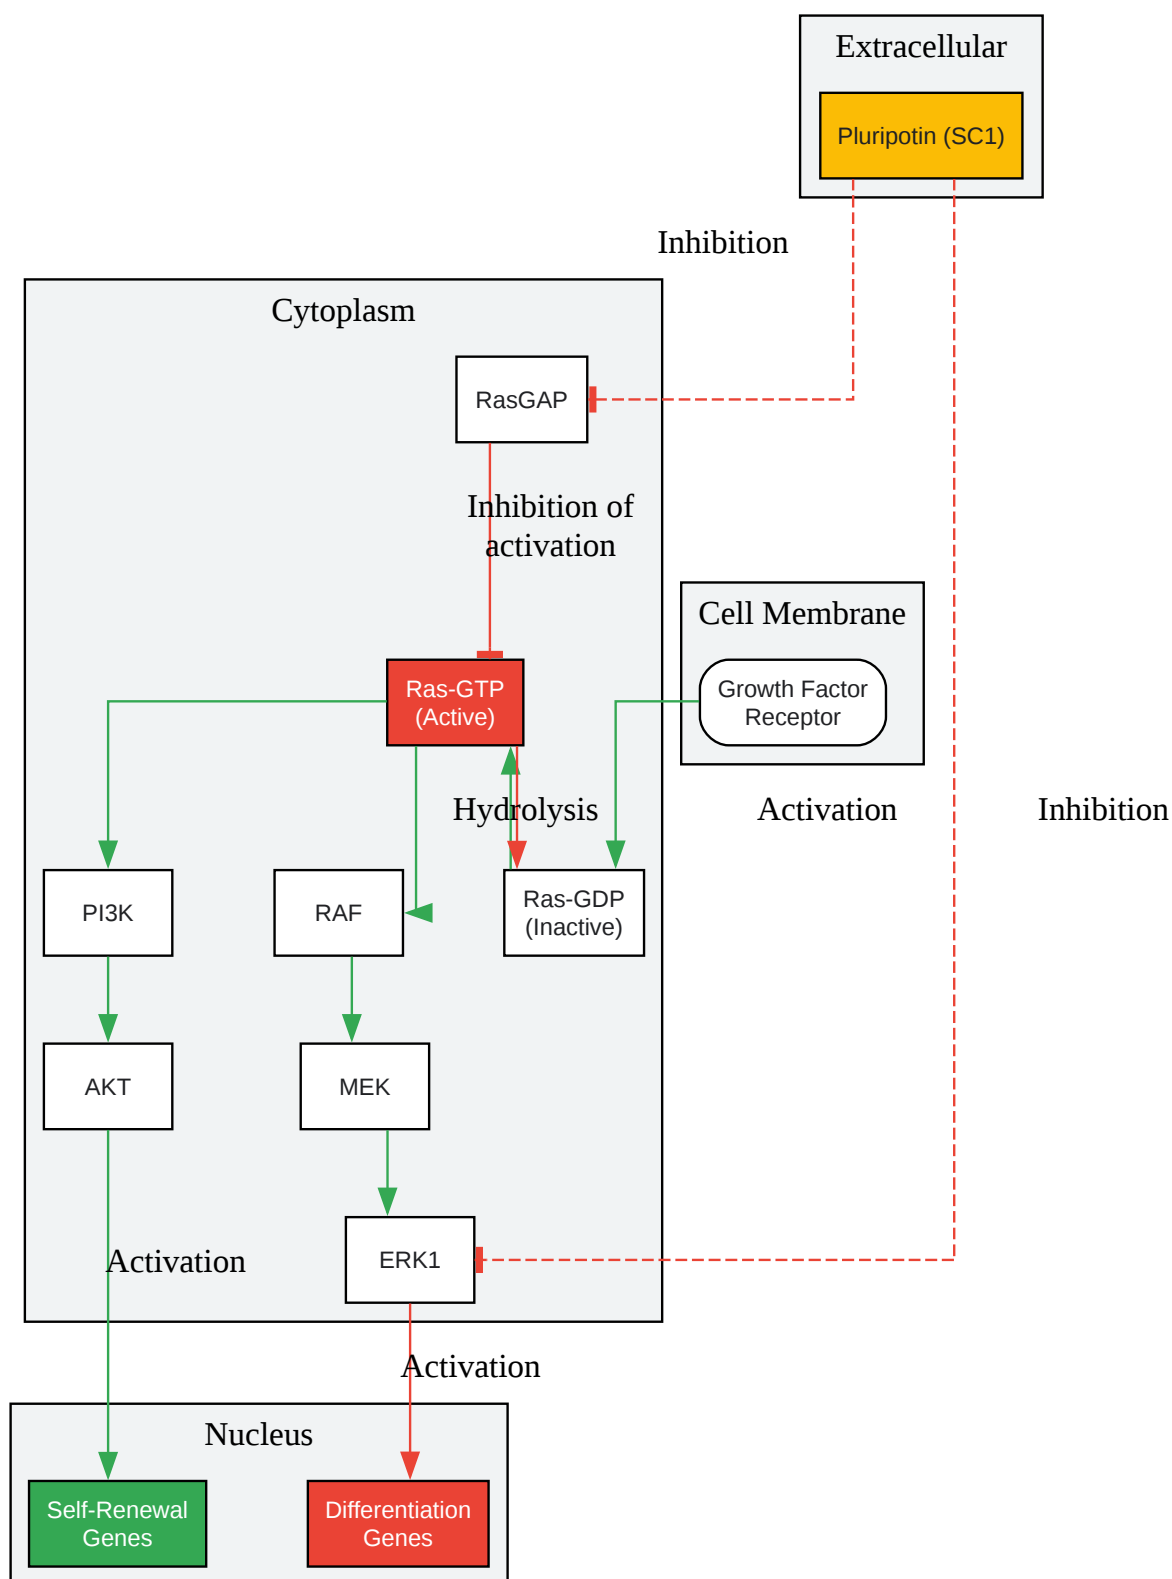 Extracellular
Pluripotin (SC1)
Inhibition
Cytoplasm
RasGAP
Inhibition of
activation
Cell Membrane
Growth Factor
Receptor
Ras-GTP
(Active)
Hydrolysis
Activation
Inhibition
PI3K
RAF
Ras-GDP
(Inactive)
AKT
MEK
Activation
ERK1
Activation
Nucleus
Self-Renewal
Genes
Differentiation
Genes